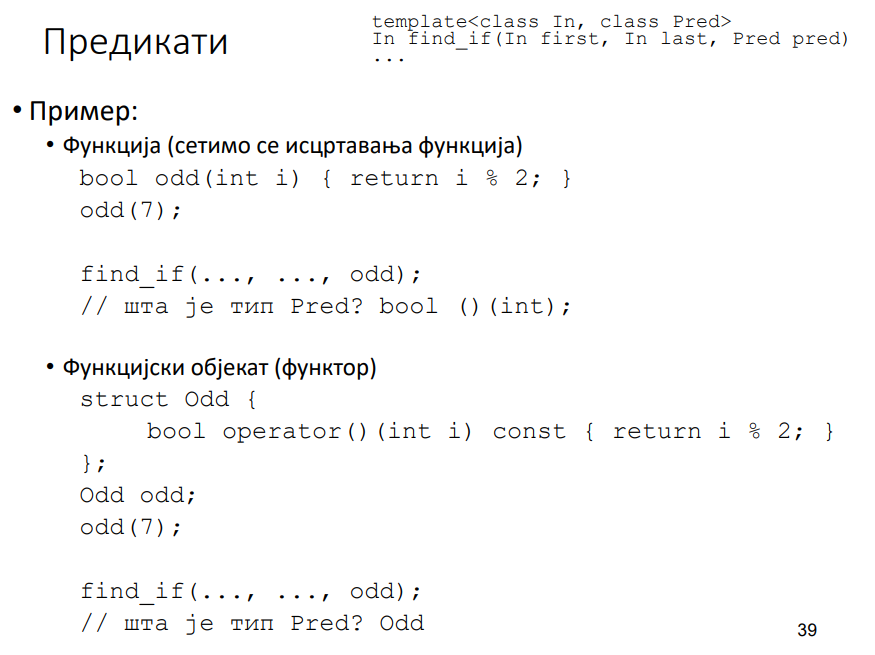 Предикати
template<class In, class Pred>
In find_if(In first, In last, Pred pred)
...
• Пример:
• Функција (сетимо се исцртавања функција)
bool odd(int i) { return i % 2; }
odd(7);
find_if(..., ..., odd);
// шта је тип Pred? bool ()(int);
• Функцијски објекат (функтор)
struct Odd {
bool operator()(int i) const { return i % 2; }
};
Odd odd;
odd(7);
find_if(..., ..., odd);
// шта је тип Pred? Odd
39